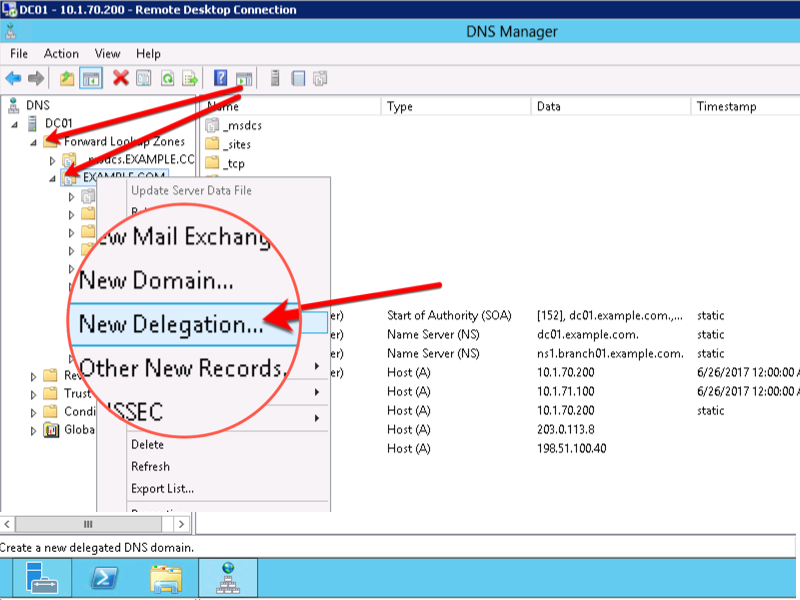 DC01 - 10.1.70.200 - Remote Desktop Connection
DNS Manager
File Action View Help
DNS
DC01
Forward Lookup Zones
_msdcs.EXAMPLE.CC
EXAMPLE.COM
Name Type Data Timestamp
_msdcs
_sites
_tcp
Update Server Data File
ew Mail Exchang
New Domain...
New Delegation...
Other New Records.
SSEC
Delete
Refresh
Export List...
er) Start of Authority (SOA) [152], dc01.example.com.,... static
er) Name Server (NS) dc01.example.com. static
er) Name Server (NS) ns1.branch01.example.com. static
er) Host (A) 10.1.70.200 6/26/2017 12:00:00 A
Host (A) 10.1.71.100 6/26/2017 12:00:00 A
Host (A) 10.1.70.200 static
Host (A) 203.0.113.8
Host (A) 198.51.100.40
Re
Trust
Condi
Globa
Create a new delegated DNS domain.